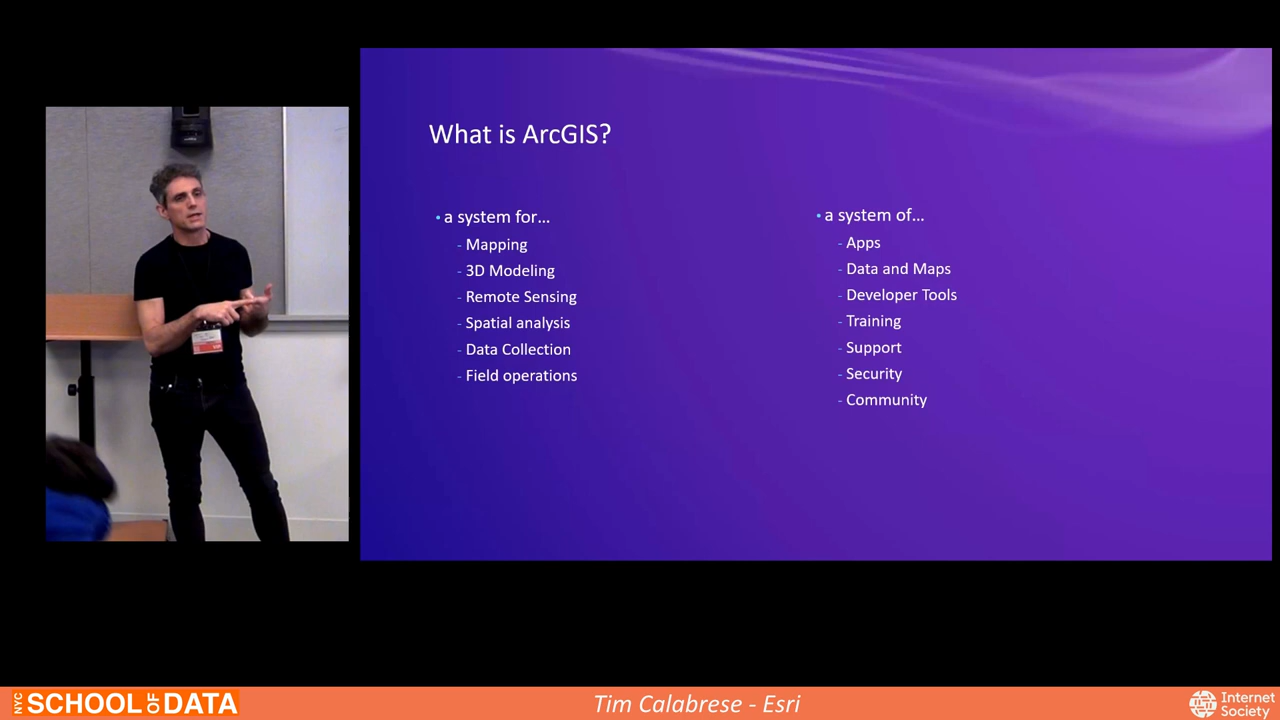 What is ArcGIS?
• a system for...
- Mapping
- 3D Modeling
- Remote Sensing
- Spatial analysis
- Data Collection
- Field operations
• a system of...
- Apps
- Data and Maps
- Developer Tools
- Training
- Support
- Security
- Community
NYC SCHOOL OF DATA
Tim Calabrese - Esri
Internet
Society